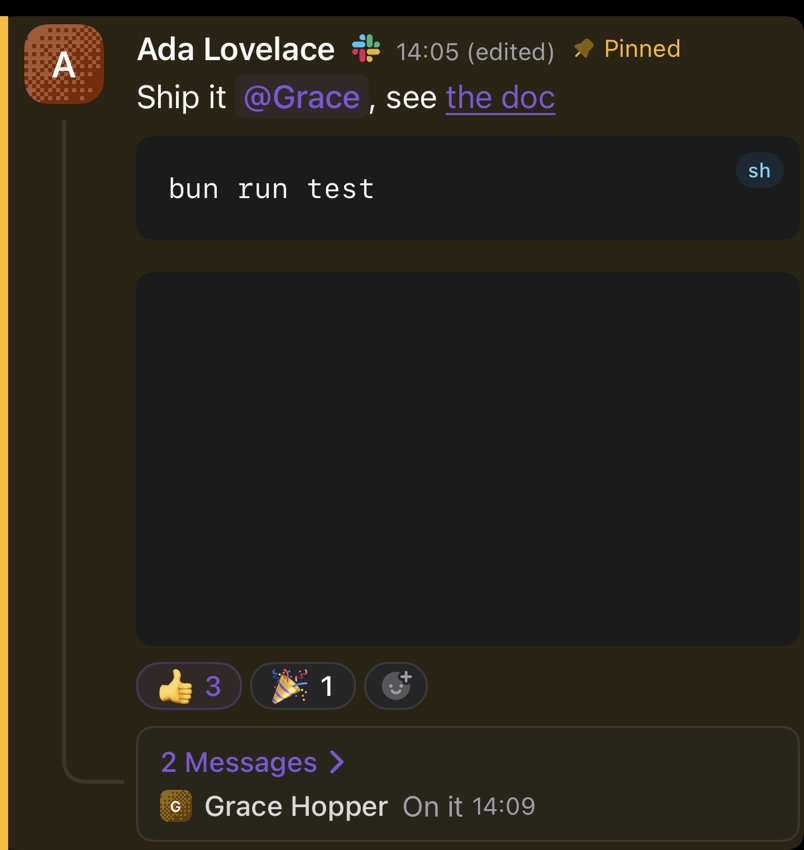 A
Ada Lovelace 14:05 (edited) Pinned
Ship it @Grace, see the doc
sh
bun run test
3 1
2 Messages
G Grace Hopper On it 14:09